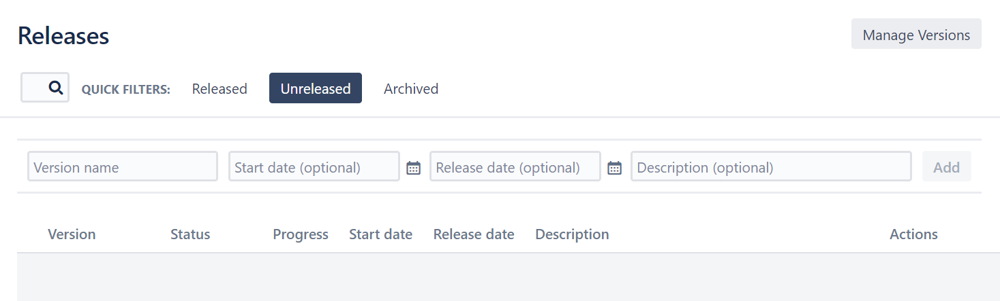 Releases
Manage Versions
QUICK FILTERS: Released Unreleased Archived
Version name Start date (optional) Release date (optional) Description (optional) Add
Version Status Progress Start date Release date Description Actions